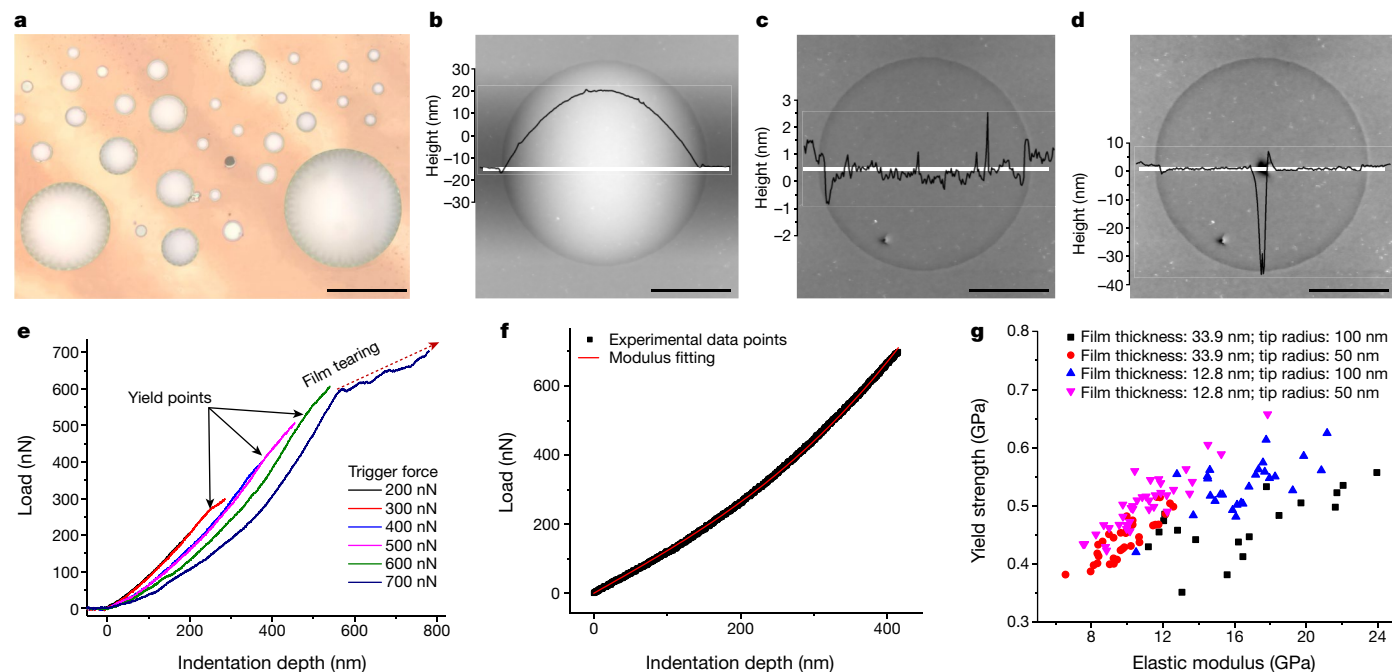 a
b
Height (nm)
30
20
10
0
−10
−20
−30
c
Height (nm)
3
2
1
0
−1
−2
d
Height (nm)
10
0
−10
−20
−30
−40
e
Load (nN)
700
600
500
400
300
200
100
0
Yield points
Film tearing
Trigger force
200 nN
300 nN
400 nN
500 nN
600 nN
700 nN
0 200 400 600 800
Indentation depth (nm)
f
Experimental data points
Modulus fitting
Load (nN)
600
400
200
0
0 200 400
Indentation depth (nm)
g
Film thickness: 33.9 nm; tip radius: 100 nm
Film thickness: 33.9 nm; tip radius: 50 nm
Film thickness: 12.8 nm; tip radius: 100 nm
Film thickness: 12.8 nm; tip radius: 50 nm
Yield strength (GPa)
0.8
0.7
0.6
0.5
0.4
0.3
8 12 16 20 24
Elastic modulus (GPa)